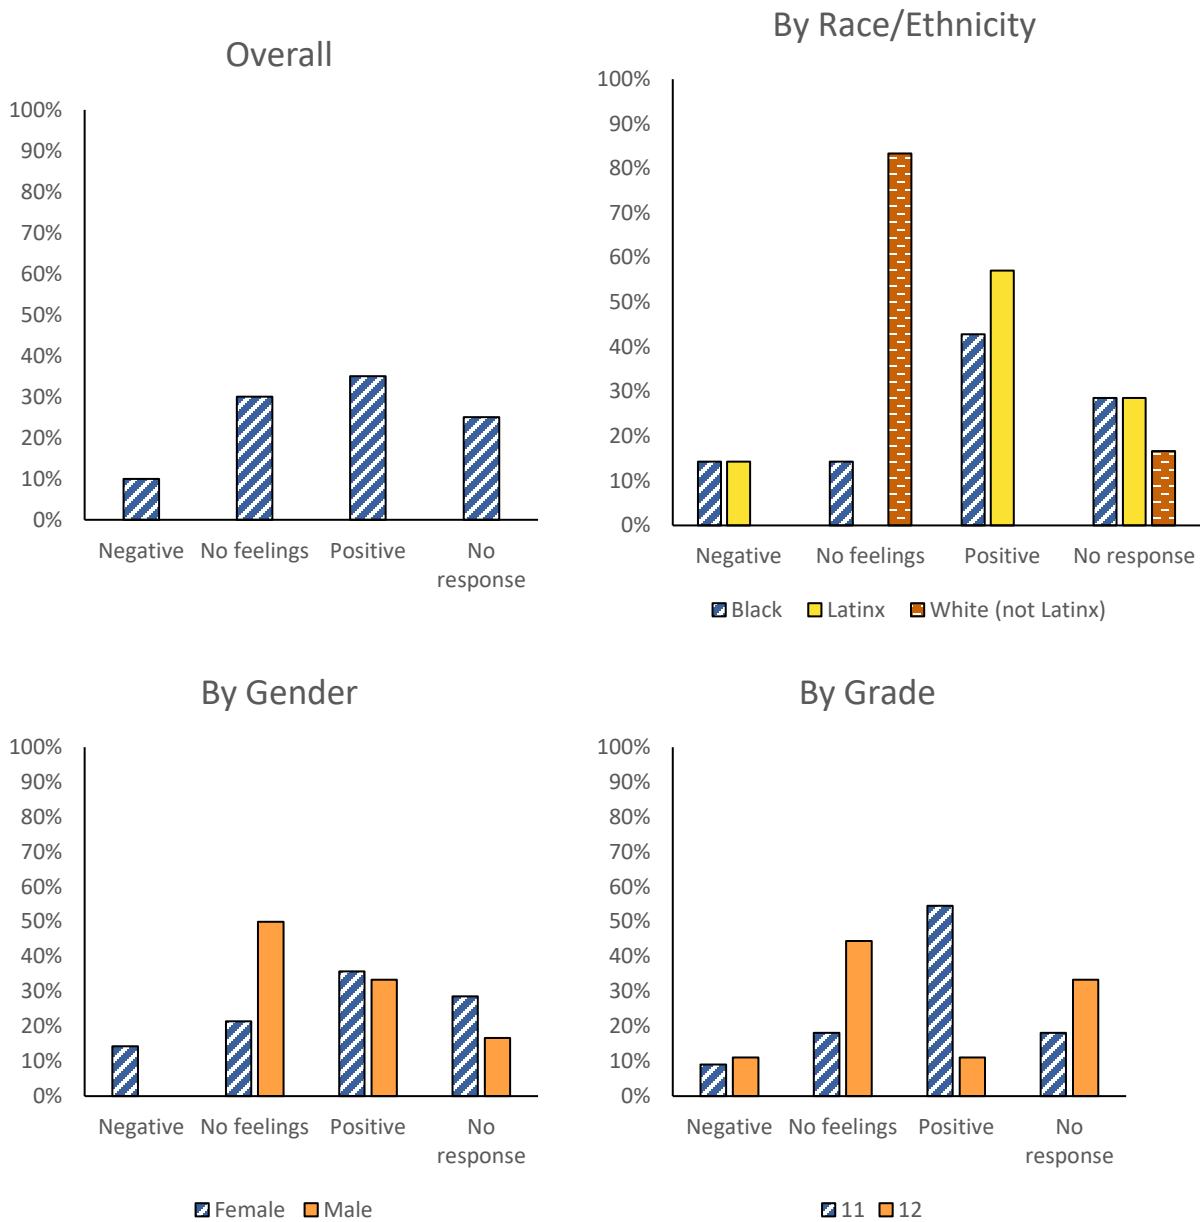 Overall
100%
90%
80%
70%
60%
50%
40%
30%
20%
10%
0%
Negative
No feelings
Positive
No
response
By Race/Ethnicity
100%
90%
80%
70%
60%
50%
40%
30%
20%
10%
0%
Negative
No feelings
Positive
No response
Black
Latinx
White (not Latinx)
By Gender
100%
90%
80%
70%
60%
50%
40%
30%
20%
10%
0%
Negative
No feelings
Positive
No
response
Female
Male
By Grade
100%
90%
80%
70%
60%
50%
40%
30%
20%
10%
0%
Negative
No feelings
Positive
No
response
11
12